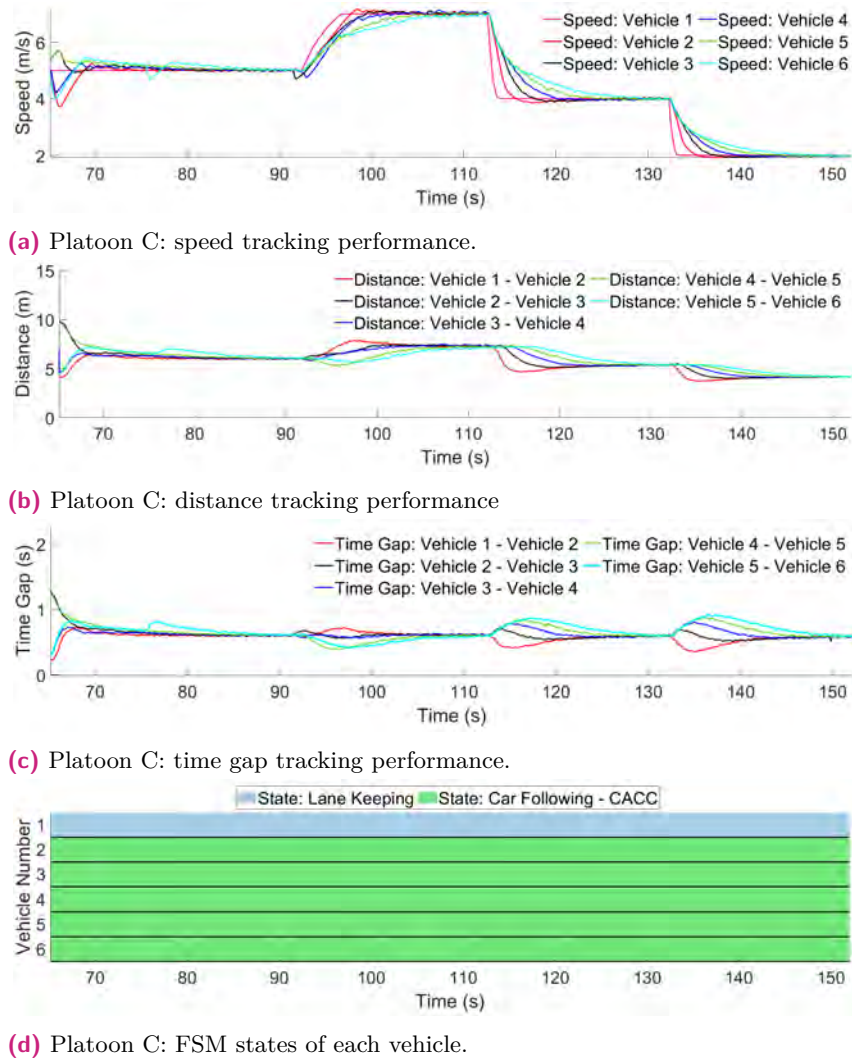 6
4
2
Speed (m/s)
Speed: Vehicle 1
Speed: Vehicle 4
Speed: Vehicle 2
Speed: Vehicle 5
Speed: Vehicle 3
Speed: Vehicle 6
70 80 90 100 110 120 130 140 150
Time (s)
(a) Platoon C: speed tracking performance.
15
10
5
0
Distance (m)
Distance: Vehicle 1 - Vehicle 2
Distance: Vehicle 4 - Vehicle 5
Distance: Vehicle 2 - Vehicle 3
Distance: Vehicle 5 - Vehicle 6
Distance: Vehicle 3 - Vehicle 4
70 80 90 100 110 120 130 140 150
Time (s)
(b) Platoon C: distance tracking performance
2
1
0
Time Gap (s)
Time Gap: Vehicle 1 - Vehicle 2
Time Gap: Vehicle 4 - Vehicle 5
Time Gap: Vehicle 2 - Vehicle 3
Time Gap: Vehicle 5 - Vehicle 6
Time Gap: Vehicle 3 - Vehicle 4
70 80 90 100 110 120 130 140 150
Time (s)
(c) Platoon C: time gap tracking performance.
State: Lane Keeping
State: Car Following - CACC
Vehicle Number
1
2
3
4
5
6
70 80 90 100 110 120 130 140 150
Time (s)
(d) Platoon C: FSM states of each vehicle.